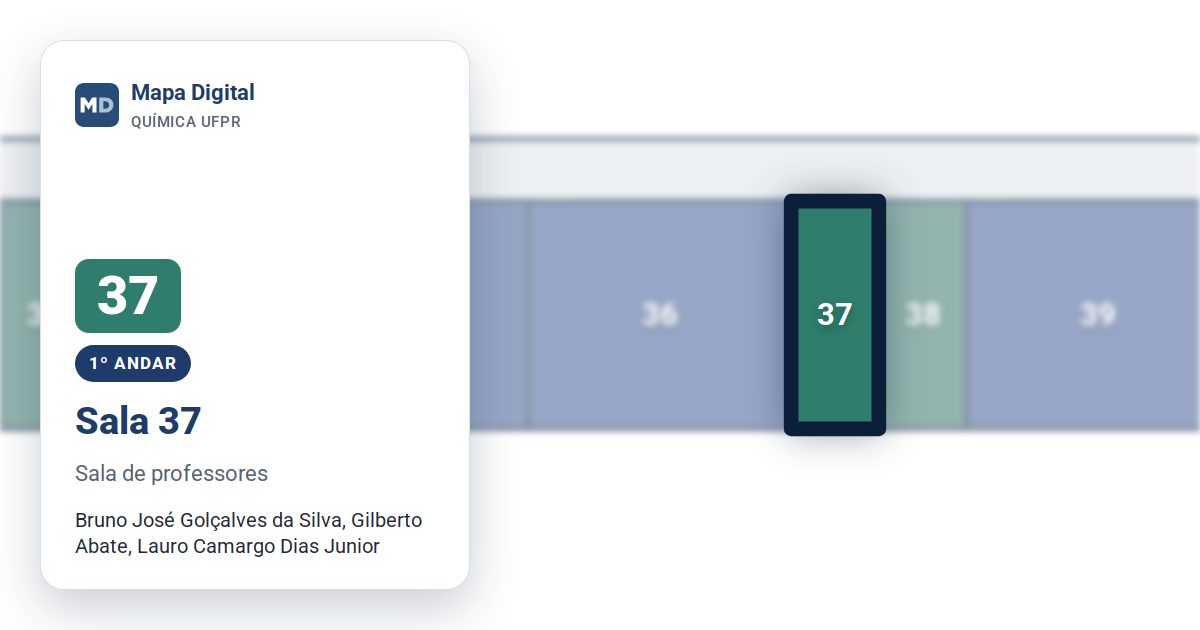 MD
Mapa Digital
QUÍMICA UFPR
37
1º ANDAR
Sala 37
Sala de professores
Bruno José Golçalves da Silva, Gilberto
Abate, Lauro Camargo Dias Junior
36
37
38
39